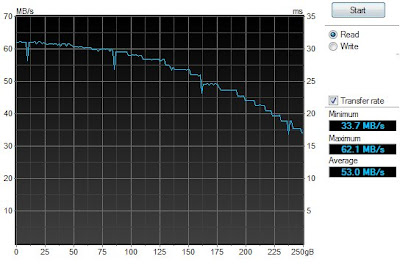 MB/s
ms
70
60
50
40
30
20
10
35
30
25
20
15
10
5
0 25 50 75 100 125 150 175 200 225 250gB
Start
Read
Write
Transfer rate
Minimum
33.7 MB/s
Maximum
62.1 MB/s
Average
53.0 MB/s